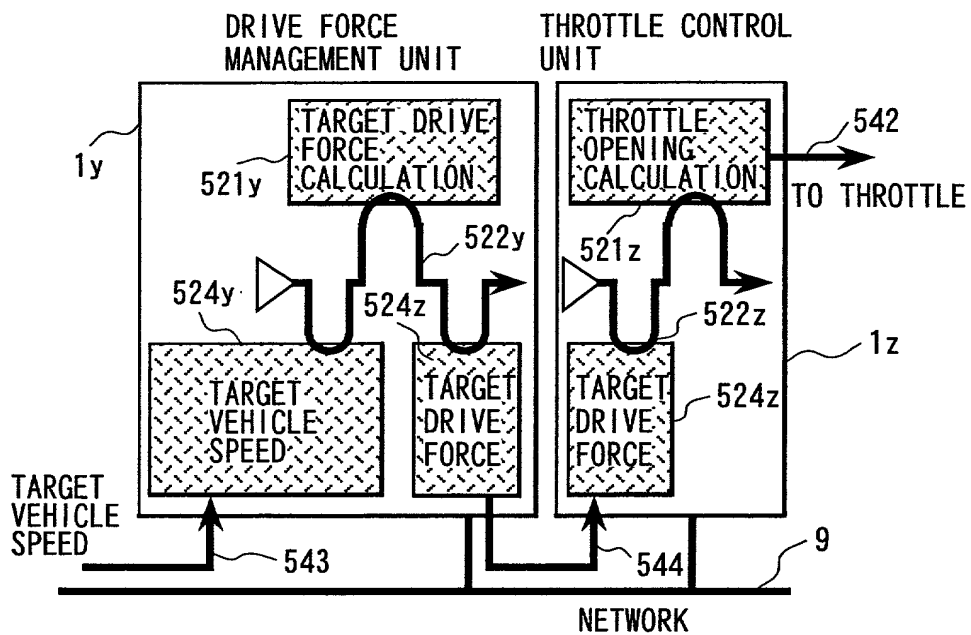 DRIVE FORCE
MANAGEMENT UNIT
THROTTLE CONTROL
UNIT
1y
TARGET DRIVE
FORCE
CALCULATION
521y
522y
524y
524z
TARGET
VEHICLE
SPEED
TARGET
DRIVE
FORCE
THROTTLE
OPENING
CALCULATION
542
TO THROTTLE
521z
522z
1z
524z
TARGET
DRIVE
FORCE
TARGET
VEHICLE
SPEED
543
544
9
NETWORK